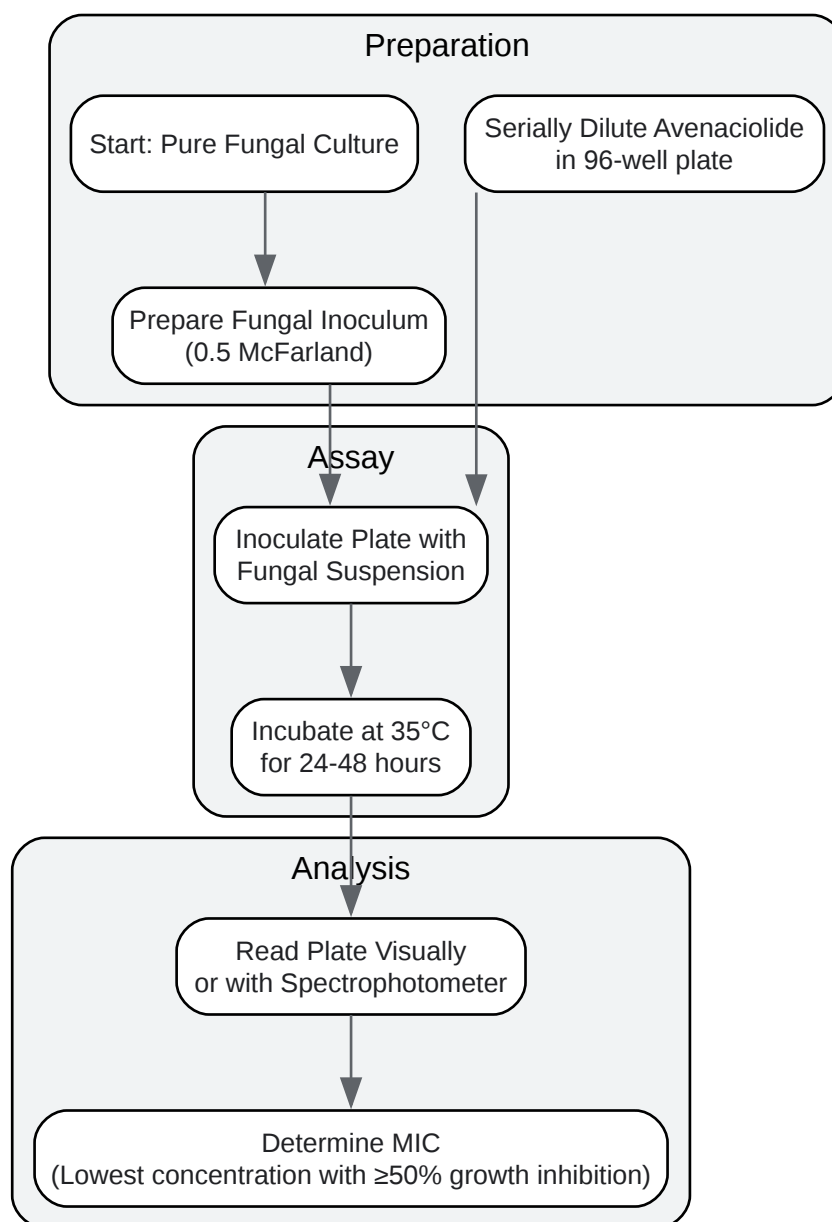 Preparation
Start: Pure Fungal Culture
Serially Dilute Avenaciolide
in 96-well plate
Prepare Fungal Inoculum
(0.5 McFarland)
Assay
Inoculate Plate with
Fungal Suspension
Incubate at 35°C
for 24-48 hours
Analysis
Read Plate Visually
or with Spectrophotometer
Determine MIC
(Lowest concentration with ≥50% growth inhibition)